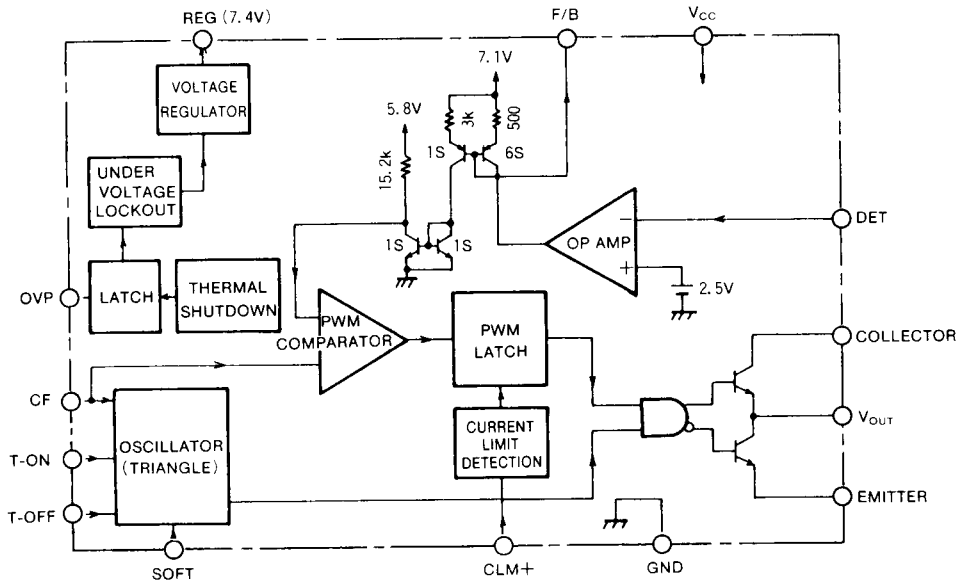 REG (7.4V)
F/B
VCC
VOLTAGE
REGULATOR
7.1V
5.8V
3k
500
15.2k
1S
6S
UNDER
VOLTAGE
LOCKOUT
1S
1S
OP AMP
−
+
DET
2.5V
OVP
LATCH
THERMAL
SHUTDOWN
PWM
COMPARATOR
PWM
LATCH
COLLECTOR
CF
OSCILLATOR
(TRIANGLE)
CURRENT
LIMIT
DETECTION
VOUT
T-ON
T-OFF
EMITTER
SOFT
CLM+
GND